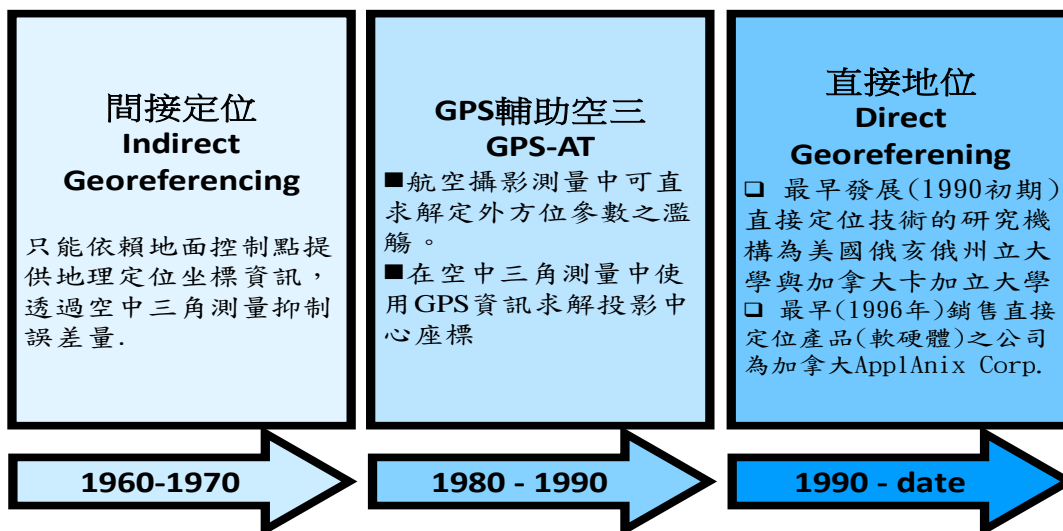 間接定位
Indirect
Georeferencing
只能依賴地面控制點提
供地理定位坐標資訊，
透過空中三角測量抑制
誤差量.
1960-1970
GPS輔助空三
GPS-AT
■航空攝影測量中可直
求解定外方位參數之濫
觴。
■在空中三角測量中使
用GPS資訊求解投影中
心座標
1980 - 1990
直接地位
Direct
Georeferening
❑ 最早發展(1990初期)
直接定位技術的研究機
構為美國俄亥俄州立大
學與加拿大卡加立大學
❑ 最早(1996年)銷售直接
定位產品(軟硬體)之公司
為加拿大ApplAnix Corp.
1990 - date